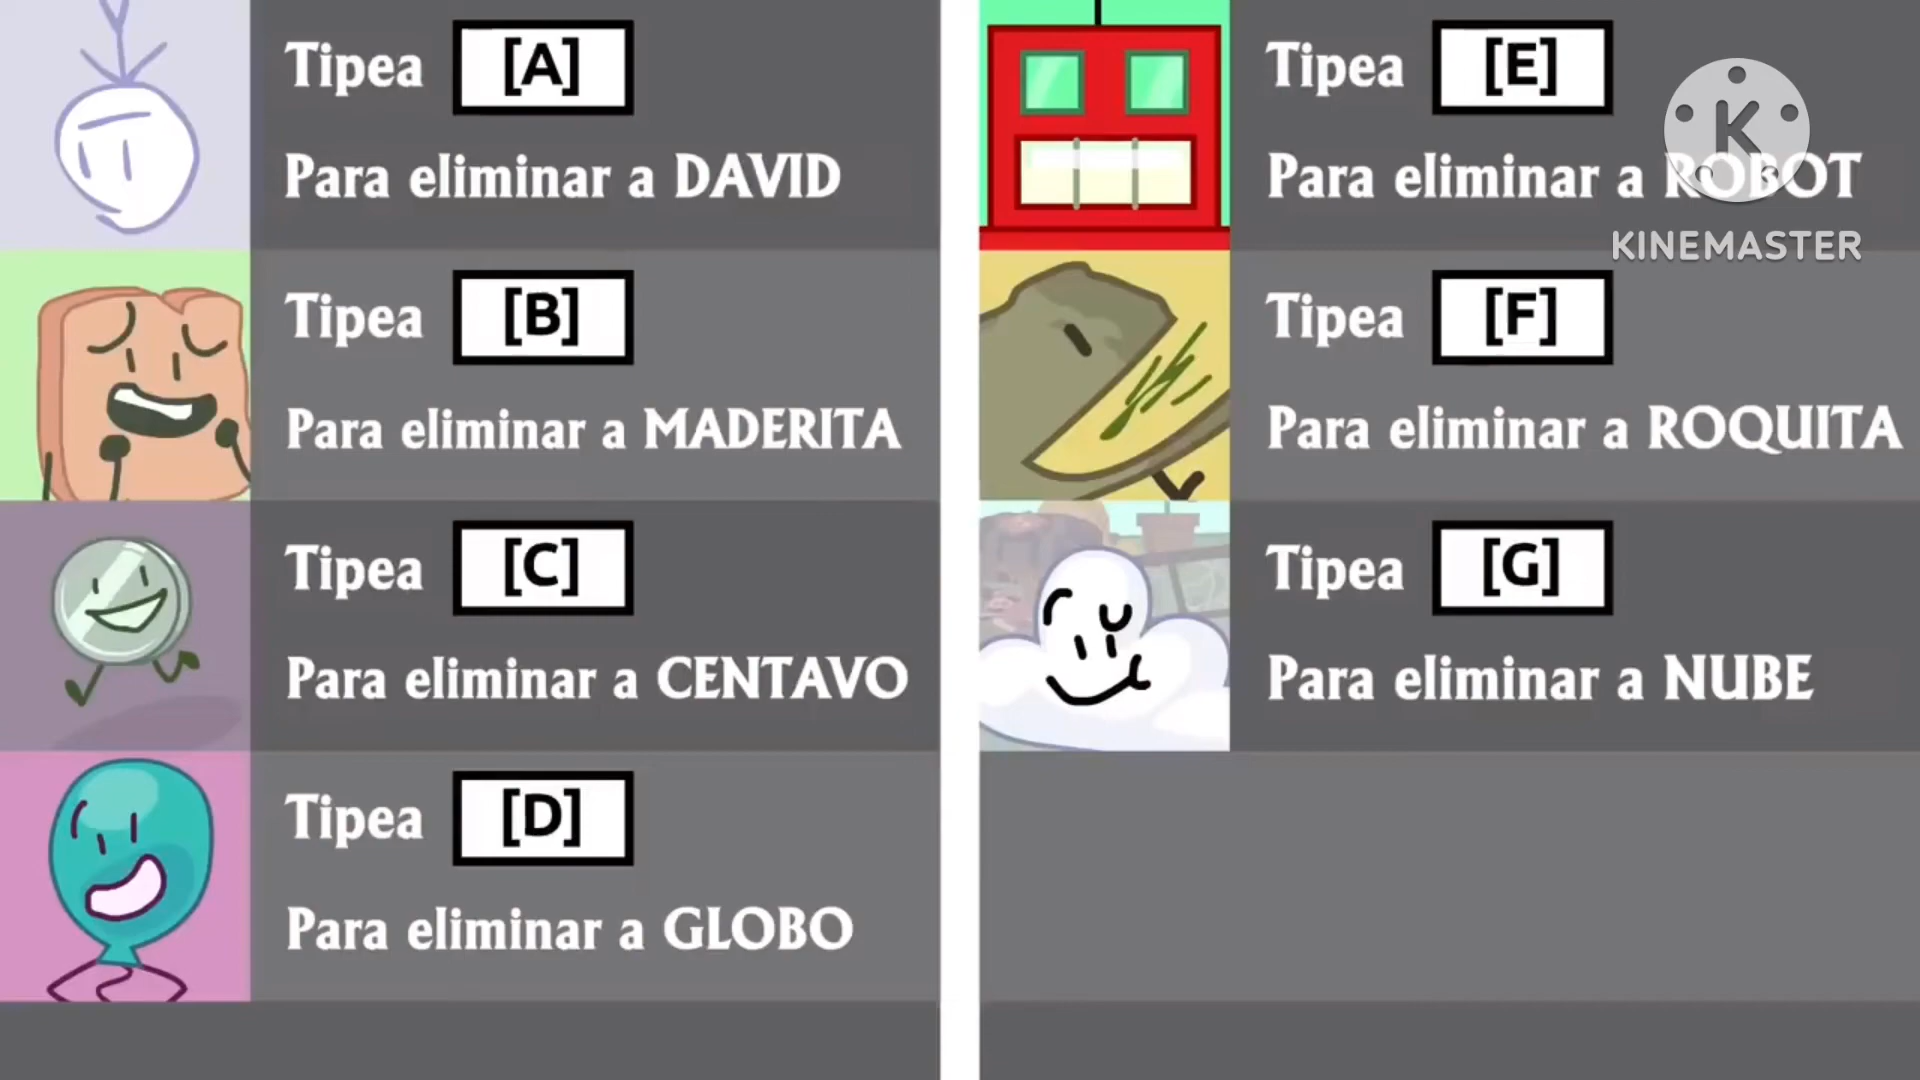 Tipea [A]
Para eliminar a DAVID
Tipea [B]
Para eliminar a MADERITA
Tipea [C]
Para eliminar a CENTAVO
Tipea [D]
Para eliminar a GLOBO
Tipea [E]
Para eliminar a ROBOT
K
KINEMASTER
Tipea [F]
Para eliminar a ROQUITA
Tipea [G]
Para eliminar a NUBE